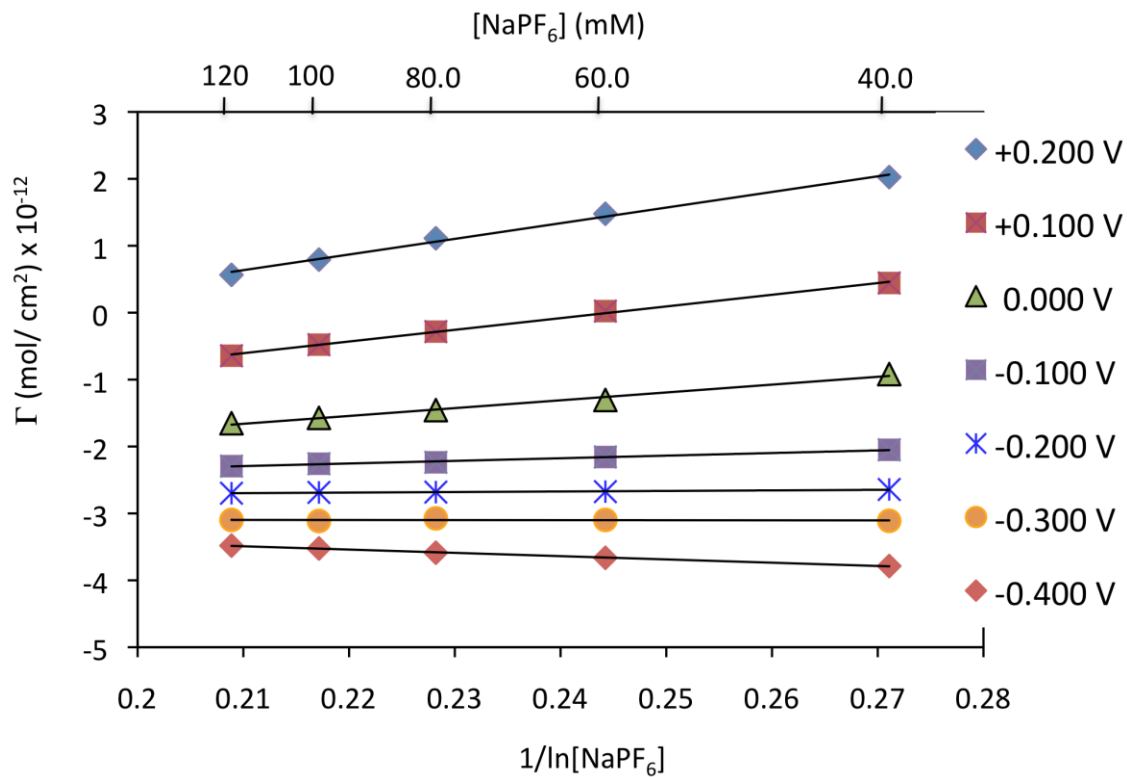 [NaPF₆] (mM)
120 100 80.0 60.0 40.0
3
2
1
0
-1
-2
-3
-4
-5
Γ (mol/ cm²) x 10⁻¹²
0.2 0.21 0.22 0.23 0.24 0.25 0.26 0.27 0.28
1/ln[NaPF₆]
+0.200 V
+0.100 V
0.000 V
-0.100 V
-0.200 V
-0.300 V
-0.400 V